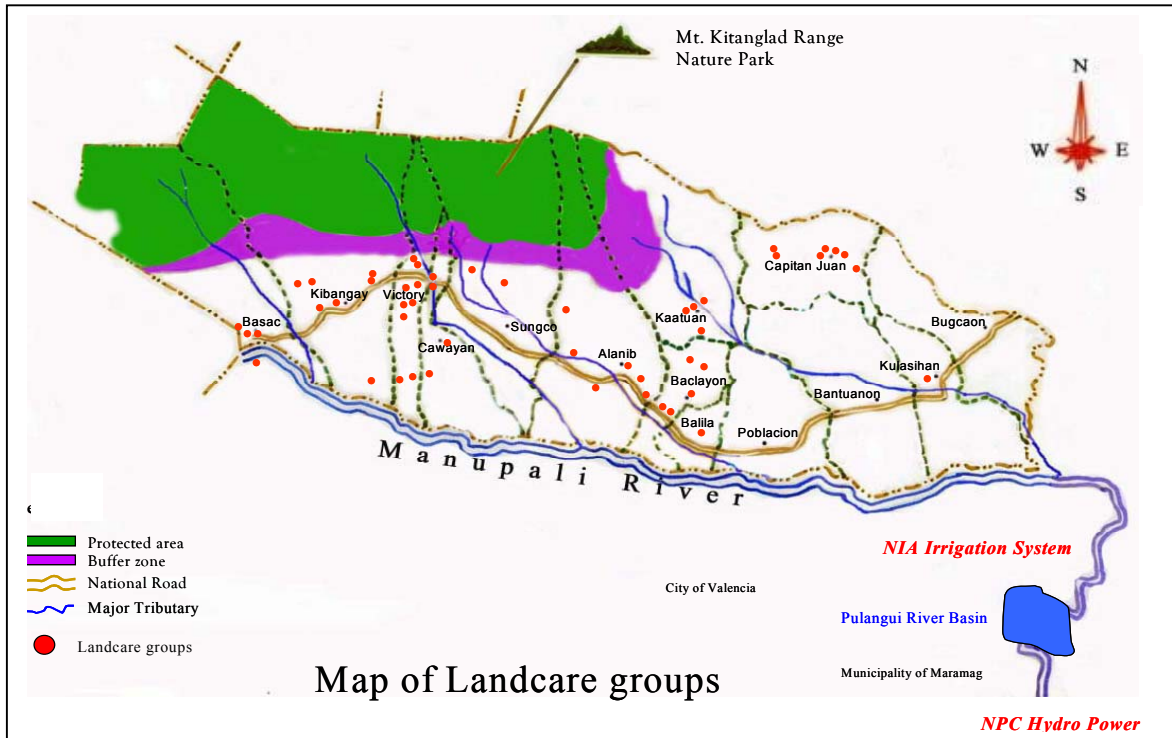 Mt. Kitanglad Range
Nature Park
N
W E
S
Capitan Juan
Kibangay
Victory
Kaatuan
Bugcaon
Basac
Sungco
Cawayan
Alanib
Kulasihan
Baclayon
Bantuanon
Balila
Poblacion
Manupali River
Protected area
Buffer zone
National Road
Major Tributary
Landcare groups
NIA Irrigation System
City of Valencia
Pulangui River Basin
Municipality of Maramag
Map of Landcare groups
NPC Hydro Power